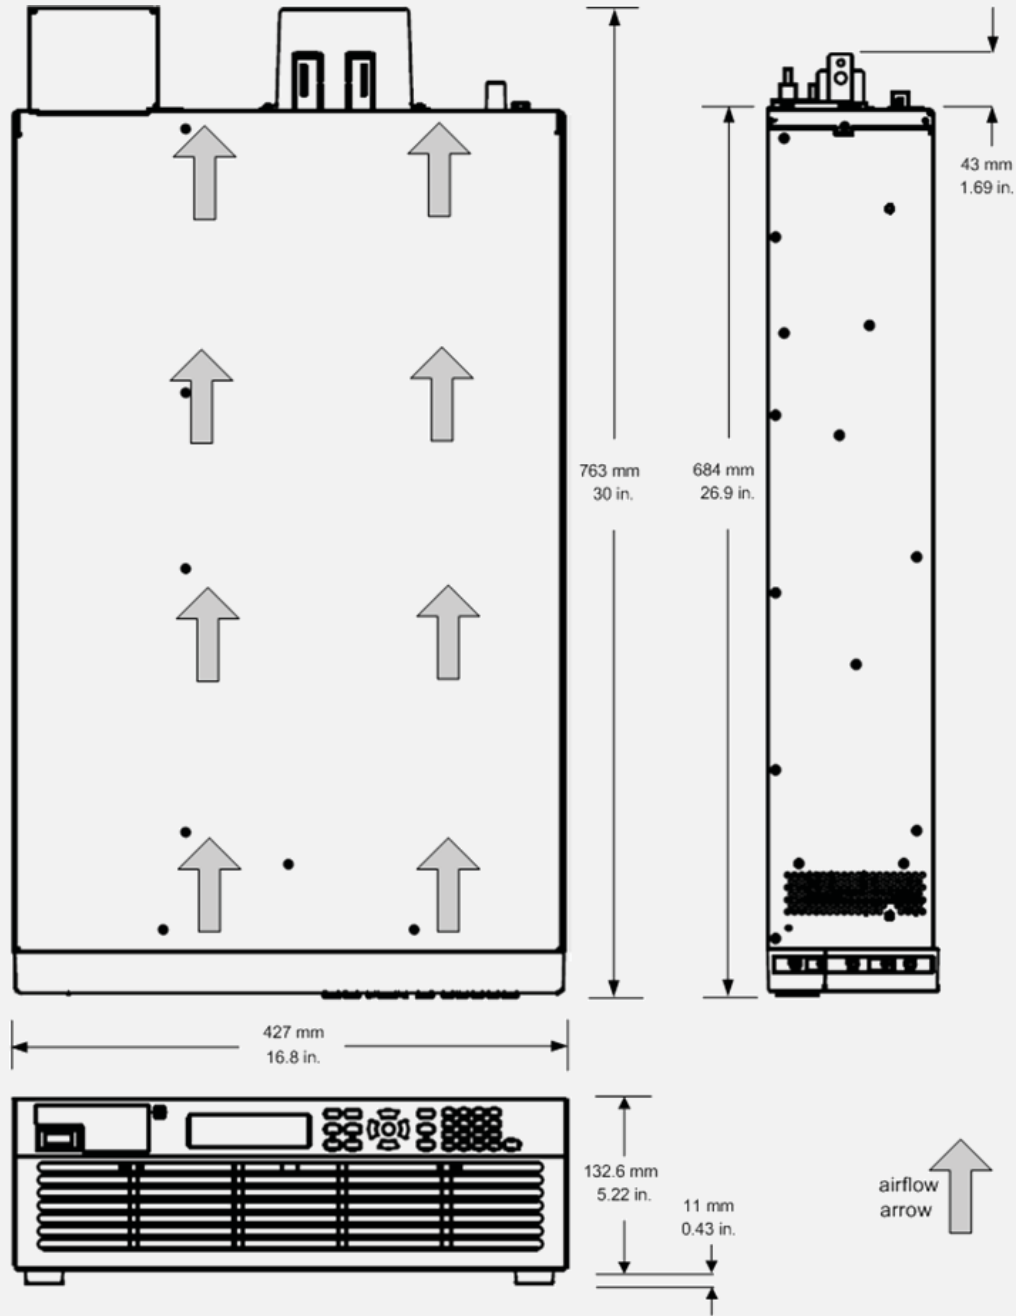 43 mm
1.69 in.
763 mm
30 in.
684 mm
26.9 in.
427 mm
16.8 in.
132.6 mm
5.22 in.
11 mm
0.43 in.
airflow
arrow